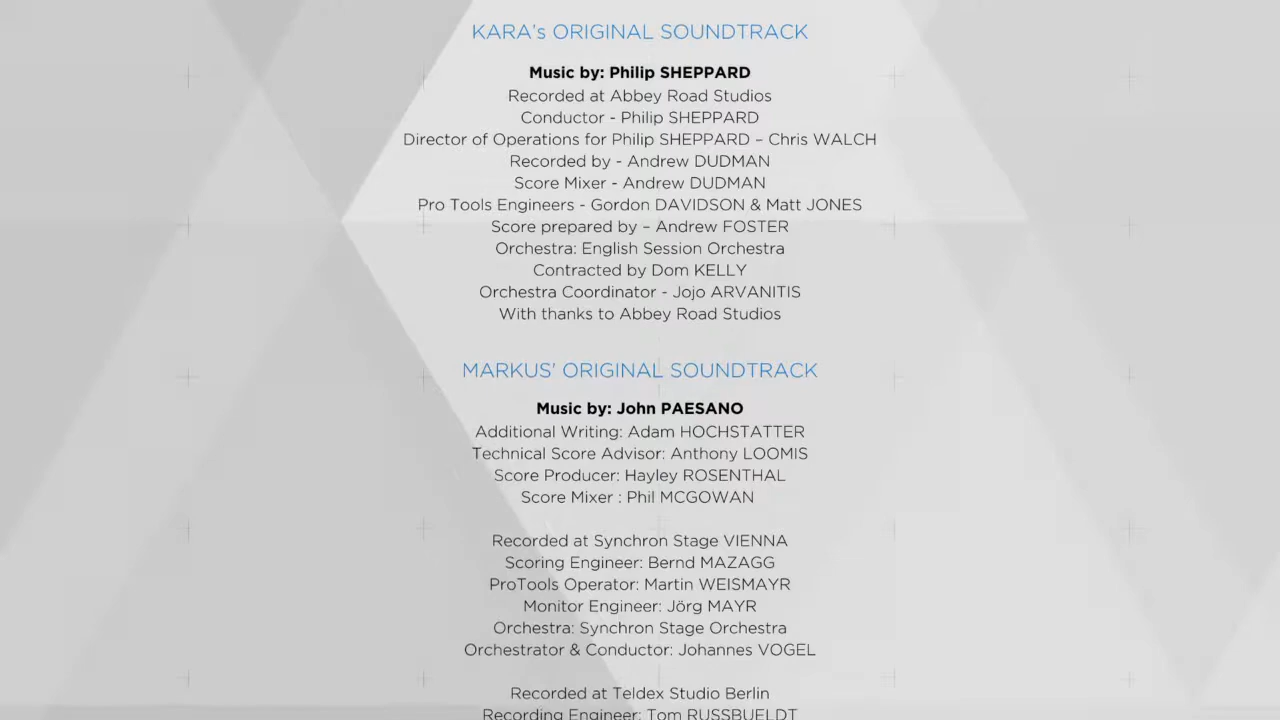 KARA's ORIGINAL SOUNDTRACK
Music by: Philip SHEPPARD
Recorded at Abbey Road Studios
Conductor - Philip SHEPPARD
Director of Operations for Philip SHEPPARD – Chris WALCH
Recorded by - Andrew DUDMAN
Score Mixer - Andrew DUDMAN
Pro Tools Engineers - Gordon DAVIDSON & Matt JONES
Score prepared by – Andrew FOSTER
Orchestra: English Session Orchestra
Contracted by Dom KELLY
Orchestra Coordinator - Jojo ARVANITIS
With thanks to Abbey Road Studios
MARKUS' ORIGINAL SOUNDTRACK
Music by: John PAESANO
Additional Writing: Adam HOCHSTATTER
Technical Score Advisor: Anthony LOOMIS
Score Producer: Hayley ROSENTHAL
Score Mixer : Phil MCGOWAN
Recorded at Synchron Stage VIENNA
Scoring Engineer: Bernd MAZAGG
ProTools Operator: Martin WEISMAYR
Monitor Engineer: Jörg MAYR
Orchestra: Synchron Stage Orchestra
Orchestrator & Conductor: Johannes VOGEL
Recorded at Teldex Studio Berlin
Recording Engineer: Tom RUSSBUELDT